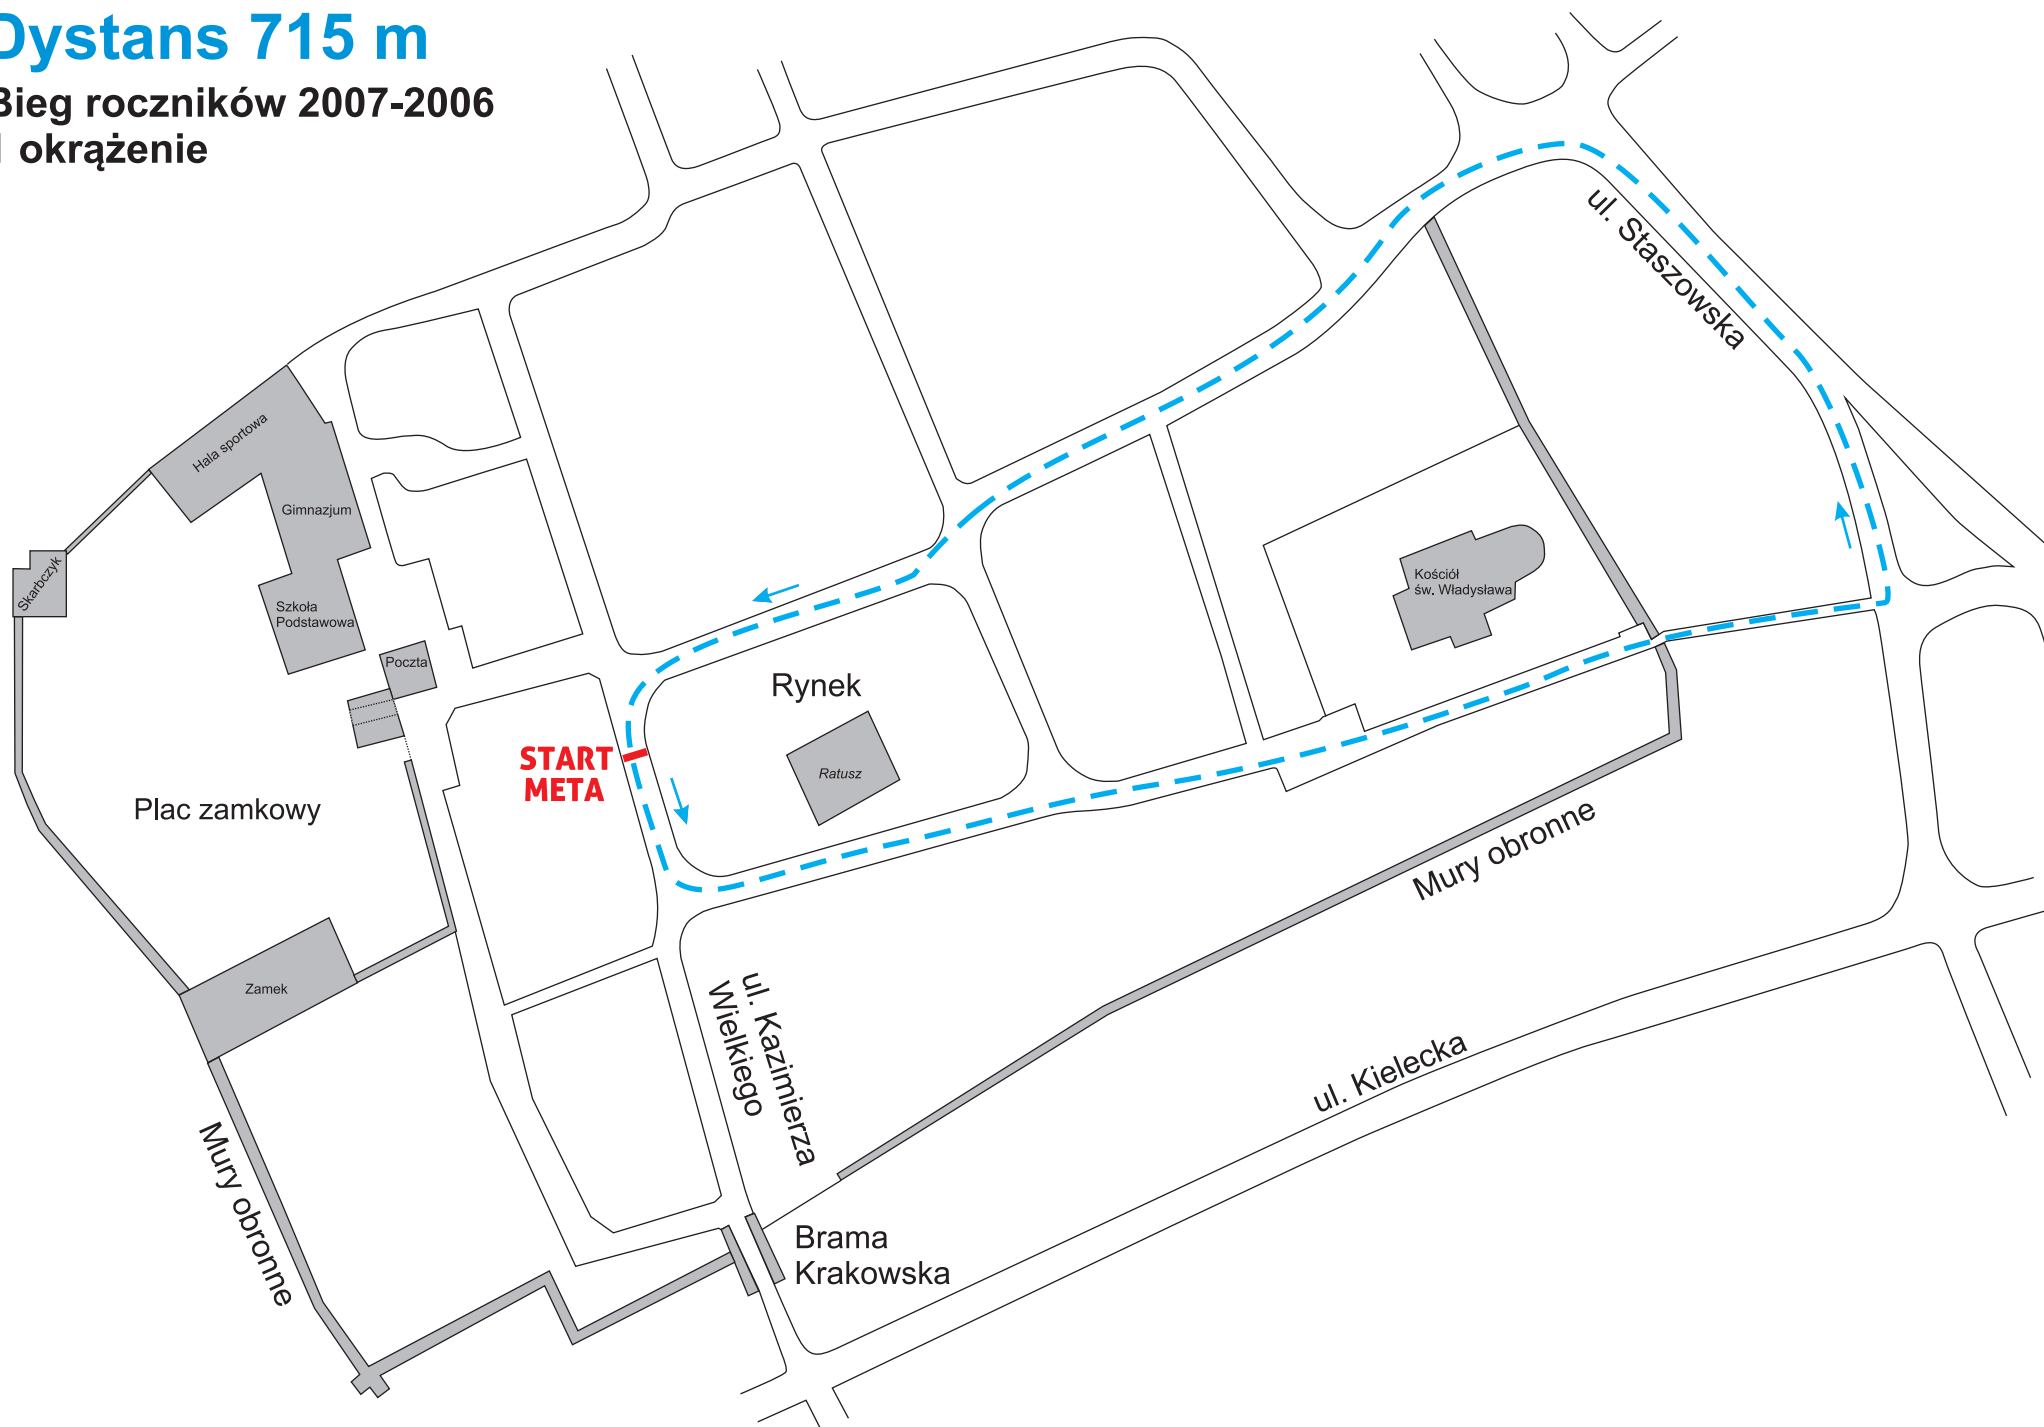 Dystans 715 m
Bieg roczników 2007-2006
1 okrążenie
ul. Staszowska
Hala sportowa
Gimnazjum
Skarbczyk
Szkoła
Podstawowa
Kościół
św. Władysława
Poczta
Rynek
START
META
Ratusz
Plac zamkowy
Mury obronne
Zamek
ul. Kazimierza
Wielkiego
ul. Kielecka
Mury obronne
Brama
Krakowska